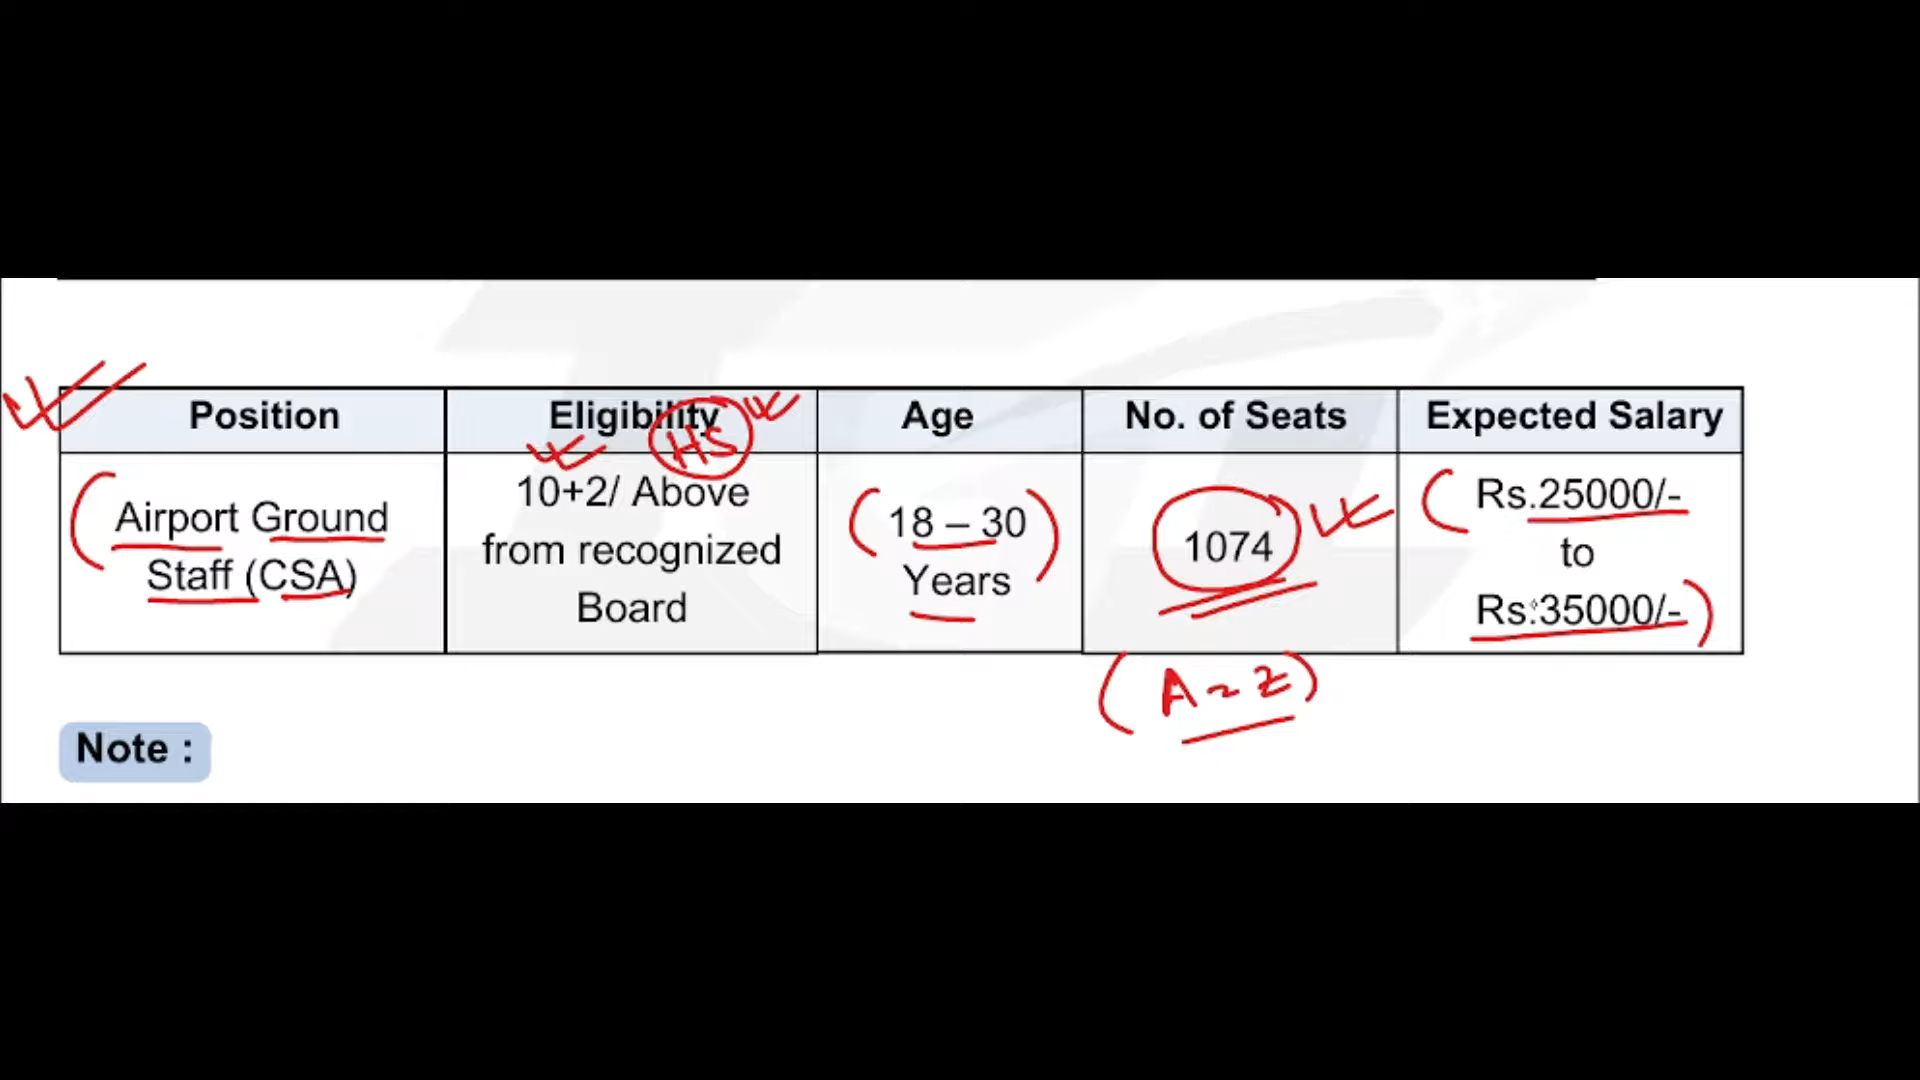 Position
Eligibility
HS
Age
No. of Seats
Expected Salary
Airport Ground
Staff (CSA)
10+2/ Above
from recognized
Board
18 – 30
Years
1074
Rs.25000/-
to
Rs.35000/-
(A ~ Z)
Note :